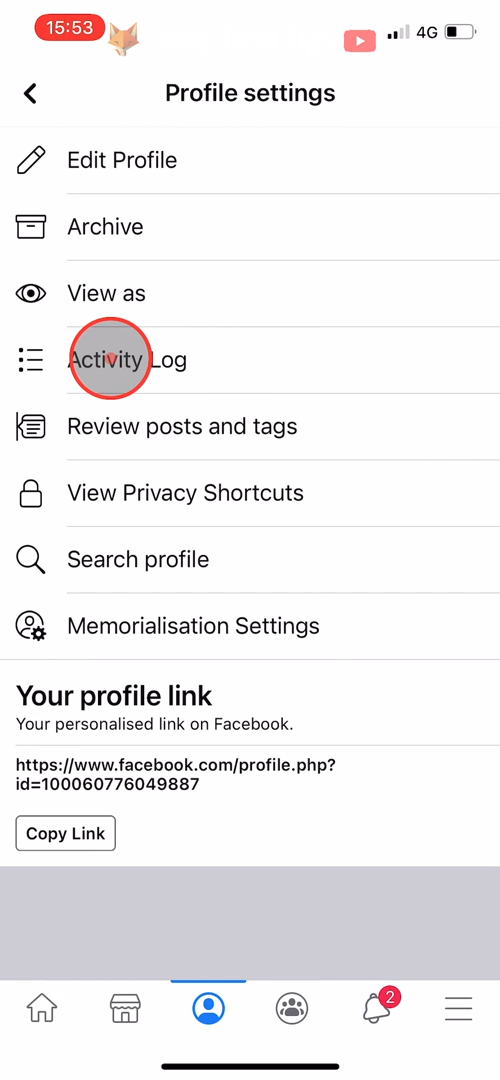 15:53
4G
Profile settings
Edit Profile
Archive
View as
Activity Log
Review posts and tags
View Privacy Shortcuts
Search profile
Memorialisation Settings
Your profile link
Your personalised link on Facebook.
https://www.facebook.com/profile.php?
id=100060776049887
Copy Link
2